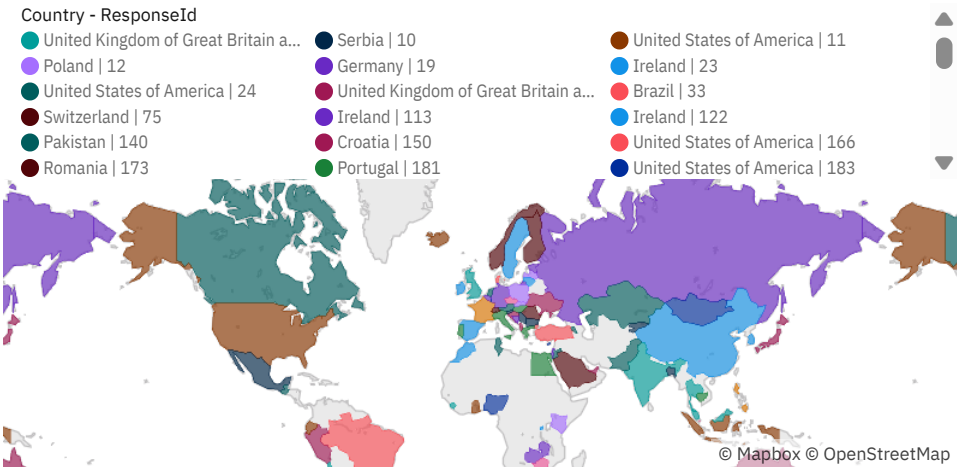 Country - ResponseId
United Kingdom of Great Britain a... Serbia | 10 United States of America | 11
Poland | 12 Germany | 19 Ireland | 23
United States of America | 24 United Kingdom of Great Britain a... Brazil | 33
Switzerland | 75 Ireland | 113 Ireland | 122
Pakistan | 140 Croatia | 150 United States of America | 166
Romania | 173 Portugal | 181 United States of America | 183
© Mapbox © OpenStreetMap